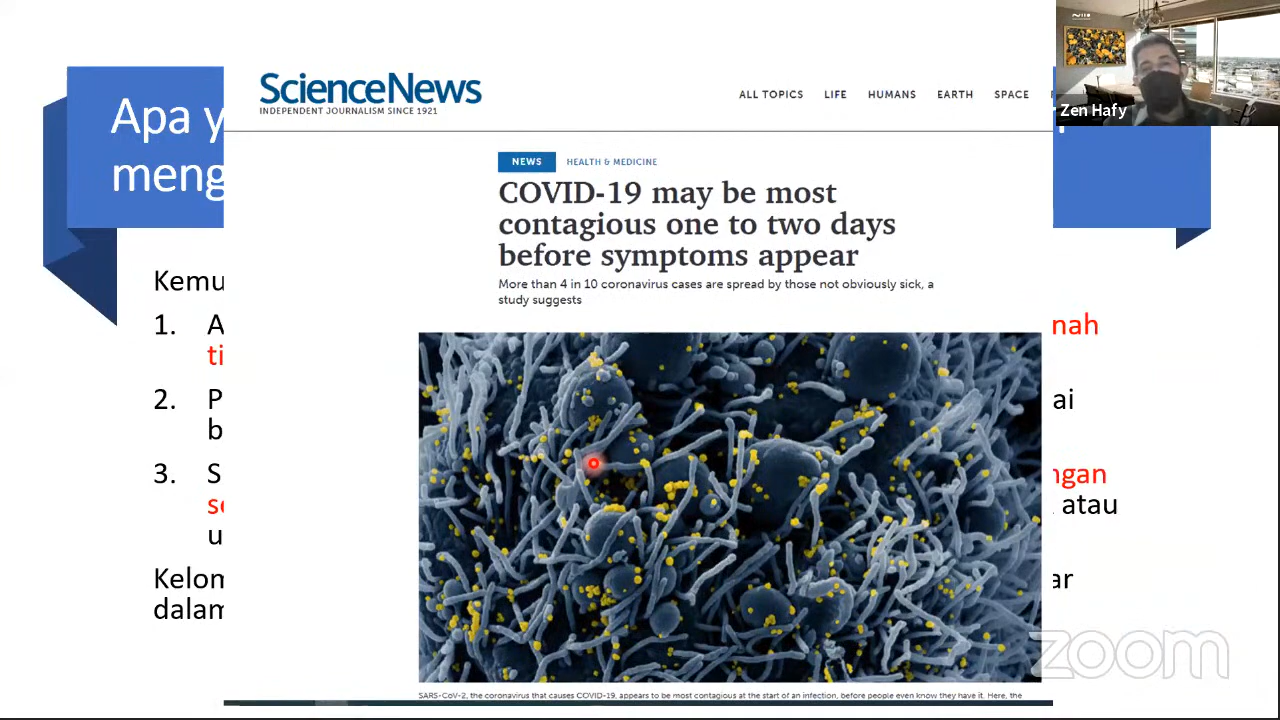 Apa y
meng
ScienceNews
INDEPENDENT JOURNALISM SINCE 1921
ALL TOPICS LIFE HUMANS EARTH SPACE
Zen Hafy
NEWS HEALTH & MEDICINE
COVID-19 may be most
contagious one to two days
before symptoms appear
More than 4 in 10 coronavirus cases are spread by those not obviously sick, a
study suggests
Kemu
1. A nah
ti
2. P ai
b
3. S ngan
se atau
u
Kelom ar
dalam
zoom
SARS-CoV-2, the coronavirus that causes COVID-19, appears to be most contagious at the start of an infection, before people even know they have it. Here, the